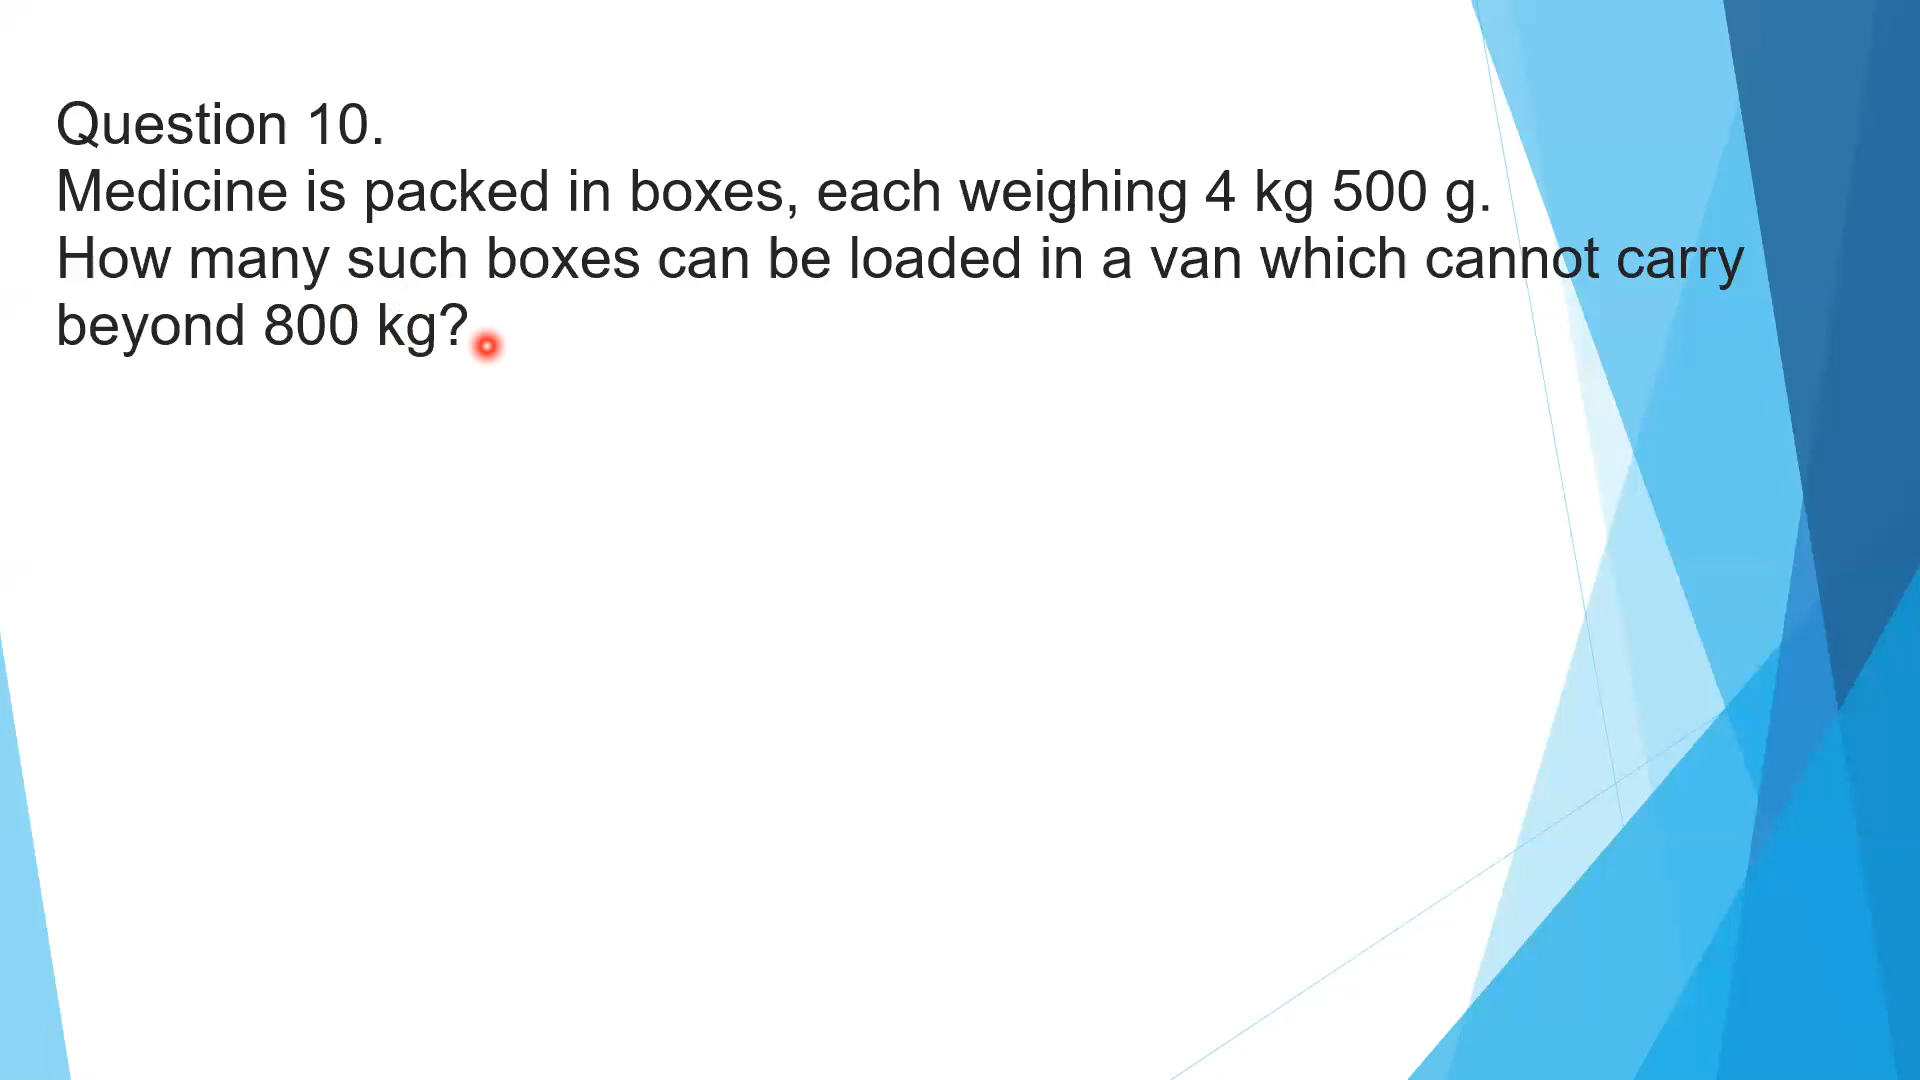 Question 10.
Medicine is packed in boxes, each weighing 4 kg 500 g.
How many such boxes can be loaded in a van which cannot carry
beyond 800 kg?